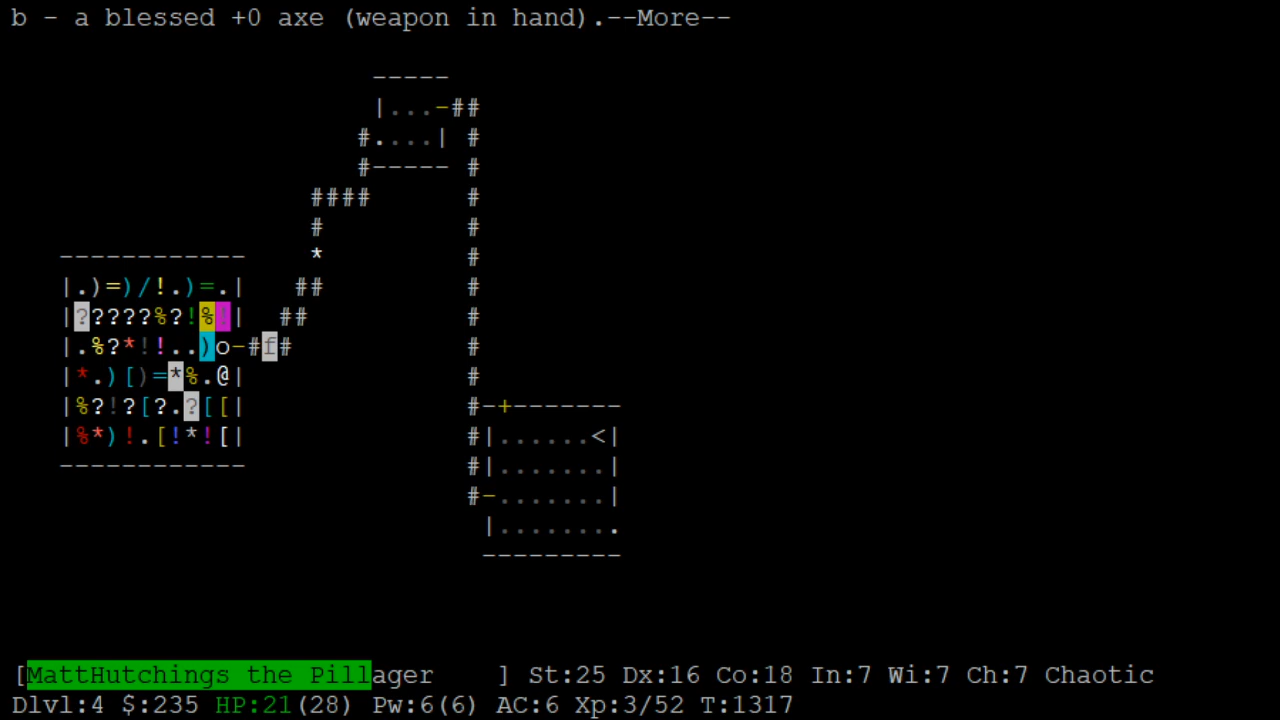 b - a blessed +0 axe (weapon in hand).--More--
-----
|...-##
#....| #
#----- #
#### #
# #
------------ * #
|.)=)/!.)=.| ## #
|?????%?!%!| ## #
|.%?*!!..)o-#f# #
|*.)[)=*%.@| #
|%?!?[?.?[[| #-+-------
|%*)!.[!*![| #|......<|
------------ #|.......|
#-.......|
|........
---------
[MattHutchings the Pillager ] St:25 Dx:16 Co:18 In:7 Wi:7 Ch:7 Chaotic
Dlvl:4 $:235 HP:21(28) Pw:6(6) AC:6 Xp:3/52 T:1317